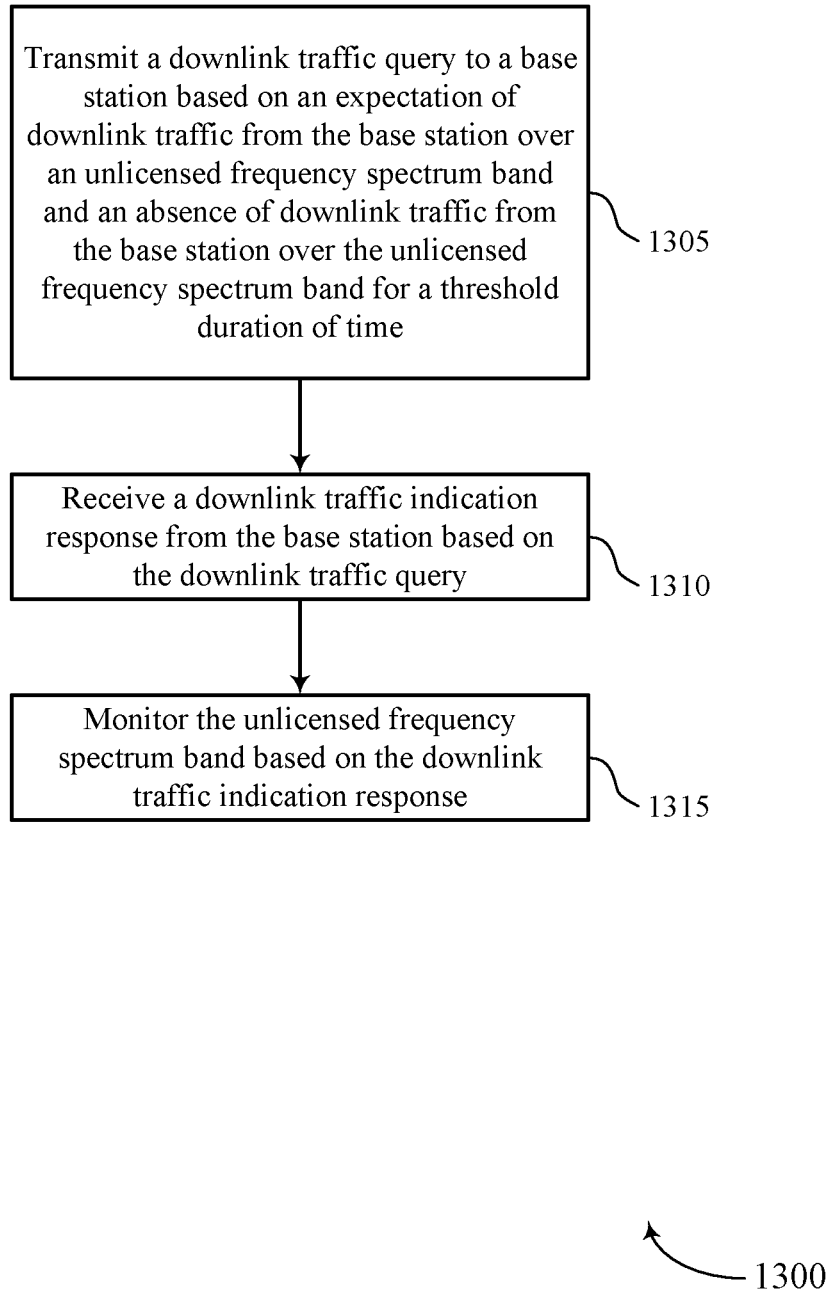 Transmit a downlink traffic query to a base
station based on an expectation of
downlink traffic from the base station over
an unlicensed frequency spectrum band
and an absence of downlink traffic from
the base station over the unlicensed
frequency spectrum band for a threshold
duration of time
1305
Receive a downlink traffic indication
response from the base station based on
the downlink traffic query
1310
Monitor the unlicensed frequency
spectrum band based on the downlink
traffic indication response
1315
1300